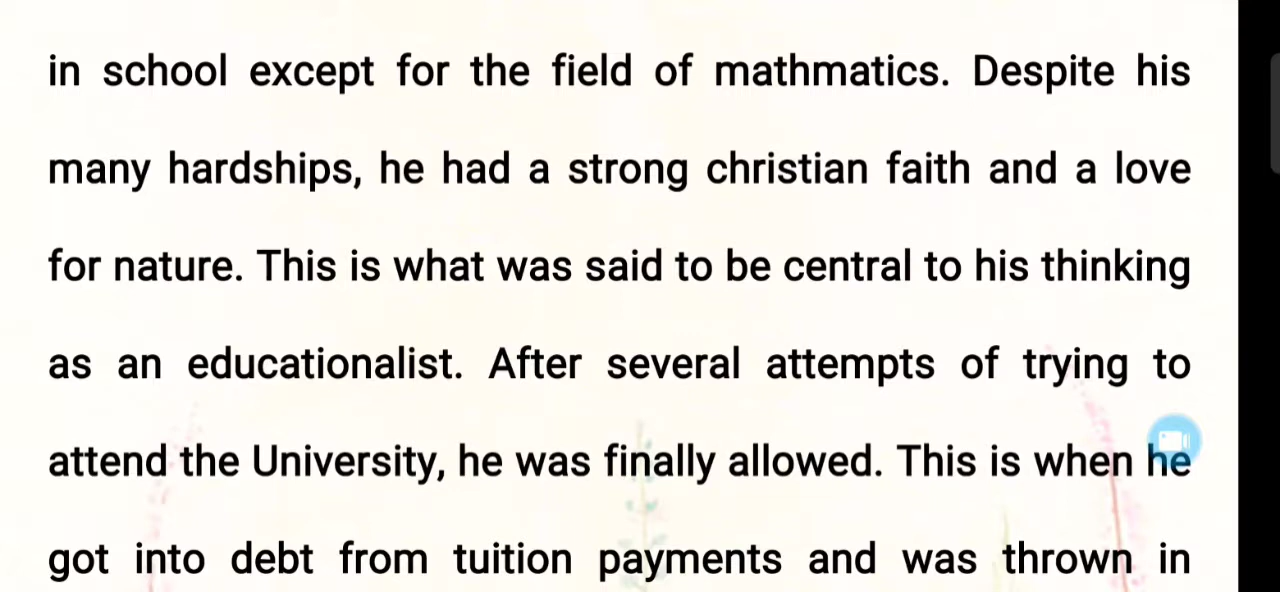 in school except for the field of mathmatics. Despite his
many hardships, he had a strong christian faith and a love
for nature. This is what was said to be central to his thinking
as an educationalist. After several attempts of trying to
attend the University, he was finally allowed. This is when he
got into debt from tuition payments and was thrown in